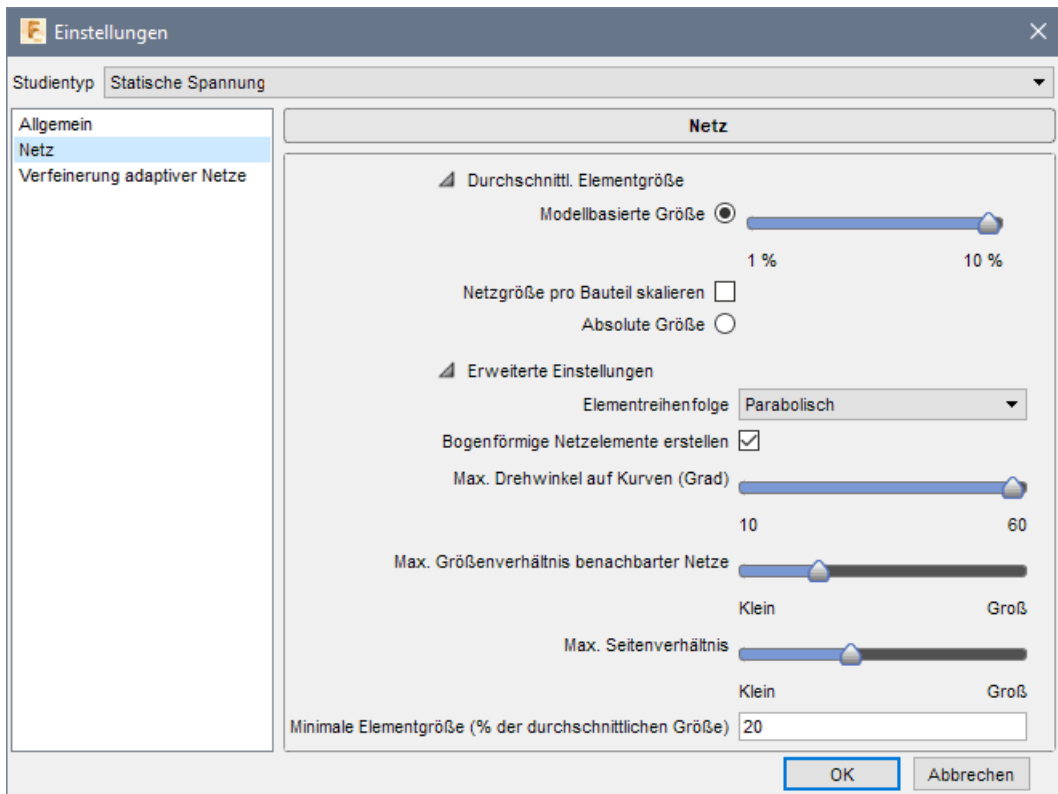 Einstellungen
Studientyp Statische Spannung
Allgemein
Netz
Verfeinerung adaptiver Netze
Netz
Durchschnittl. Elementgröße
Modellbasierte Größe
1 % 10 %
Netzgröße pro Bauteil skalieren
Absolute Größe
Erweiterte Einstellungen
Elementreihenfolge Parabolisch
Bogenförmige Netzelemente erstellen
Max. Drehwinkel auf Kurven (Grad)
10 60
Max. Größenverhältnis benachbarter Netze
Klein Groß
Max. Seitenverhältnis
Klein Groß
Minimale Elementgröße (% der durchschnittlichen Größe) 20
OK Abbrechen